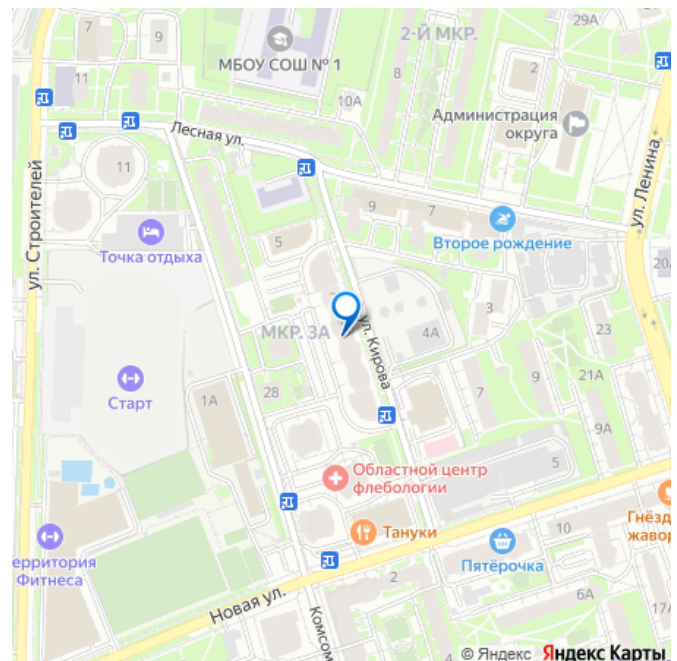 7
9
29А
МБОУ СОШ № 1
2-Й МКР.
11
8
2
10А
Администрация
округа
Лесная ул.
11
ул. Строителей
ул. Ленина
9
7
Второе рождение
5
Точка отдыха
20
3
МКР. 3А
ул. Кирова
4А
23
Старт
28
1А
7
9
21А
9А
Областной центр
флебологии
5
Тануки
Пятёрочка
10
Гнёзд
жавор
ерритория
Фитнеса
2
6А
17А
Новая ул.
Комсом
© Яндекс Яндекс Карты